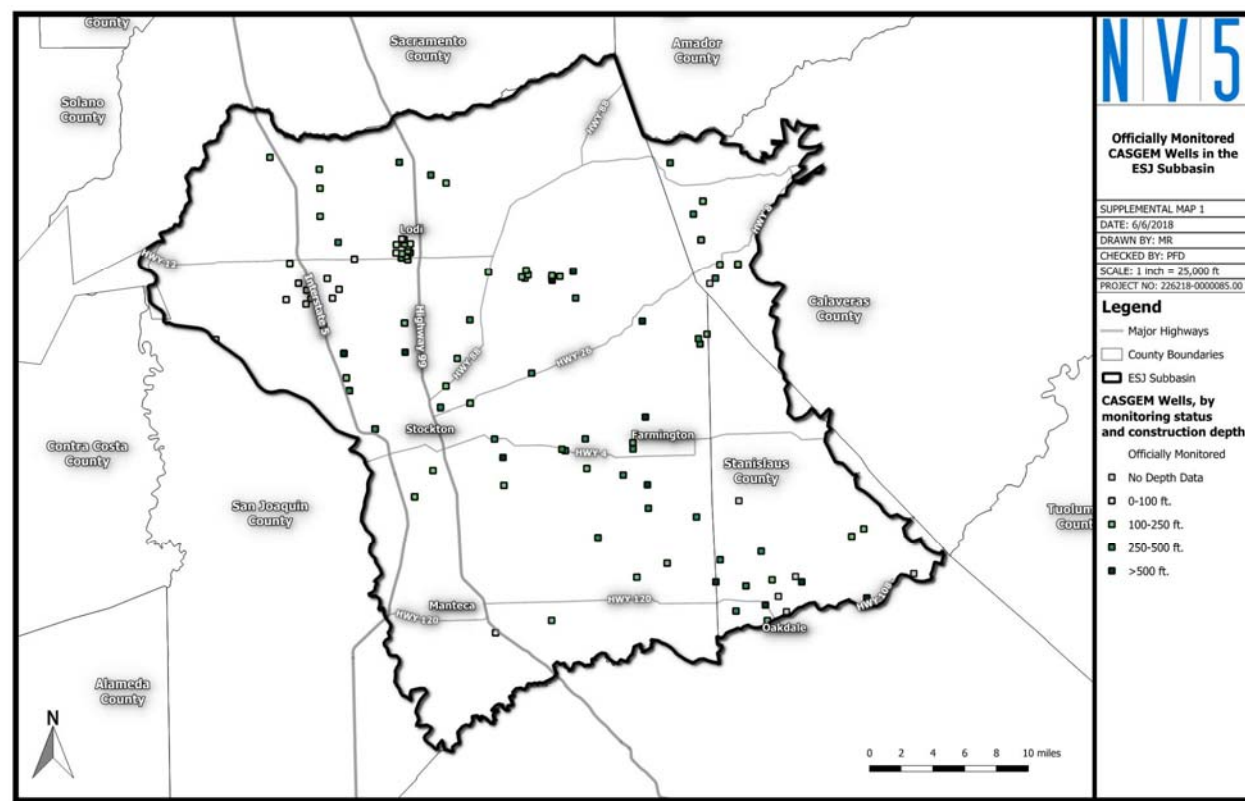 County
Sacramento
County
Amador
County
Solano
County
HWY-88
HWY-12
Lodi
Interstate 5
Highway 99
HWY-88
HWY-26
Calaveras
County
Contra Costa
County
Stockton
Farmington
HWY-4
Stanislaus
County
San Joaquin
County
Tuolum
Count
Manteca
HWY-120
HWY-120
HWY-108
Oakdale
Alameda
County
N
0 2 4 6 8 10 miles
NV5
Officially Monitored
CASGEM Wells in the
ESJ Subbasin
SUPPLEMENTAL MAP 1
DATE: 6/6/2018
DRAWN BY: MR
CHECKED BY: PFD
SCALE: 1 inch = 25,000 ft
PROJECT NO: 226218-0000085.00
Legend
Major Highways
County Boundaries
ESJ Subbasin
CASGEM Wells, by
monitoring status
and construction depth
Officially Monitored
No Depth Data
0-100 ft.
100-250 ft.
250-500 ft.
>500 ft.